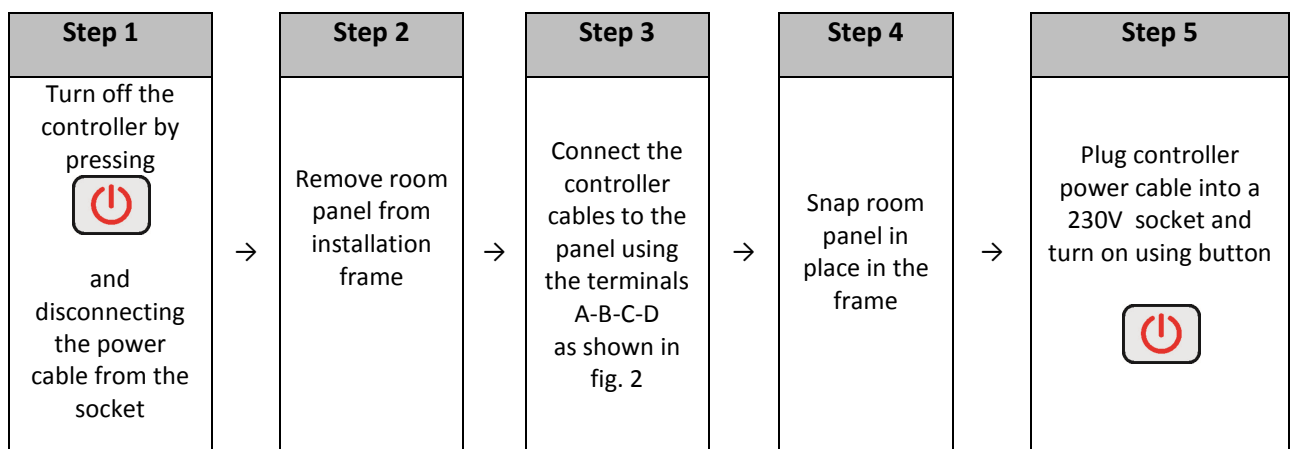 Step 1
Turn off the
controller by
pressing
and
disconnecting
the power
cable from the
socket
→
Step 2
Remove room
panel from
installation
frame
→
Step 3
Connect the
controller
cables to the
panel using
the terminals
A-B-C-D
as shown in
fig. 2
→
Step 4
Snap room
panel in
place in the
frame
→
Step 5
Plug controller
power cable into a
230V socket and
turn on using button